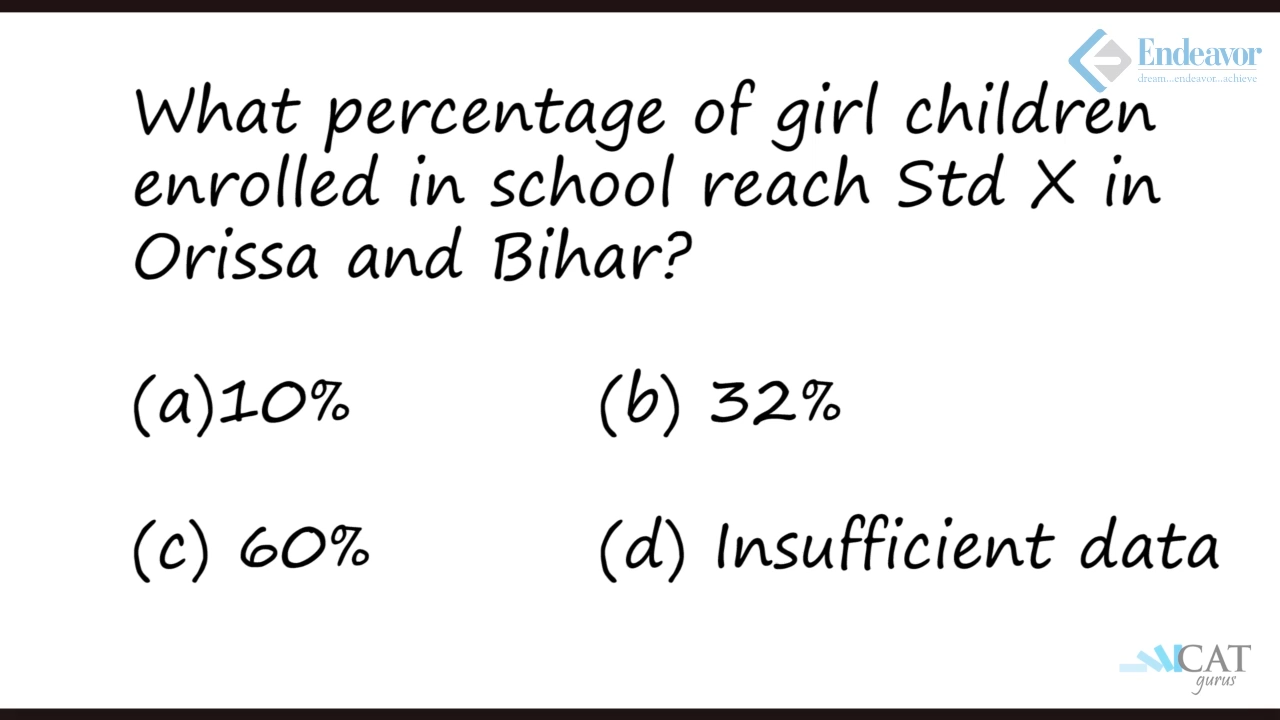 Endeavor
dream...endeavor...achieve
What percentage of girl children
enrolled in school reach Std X in
Orissa and Bihar?
(a)10% (b) 32%
(c) 60% (d) Insufficient data
CAT
gurus